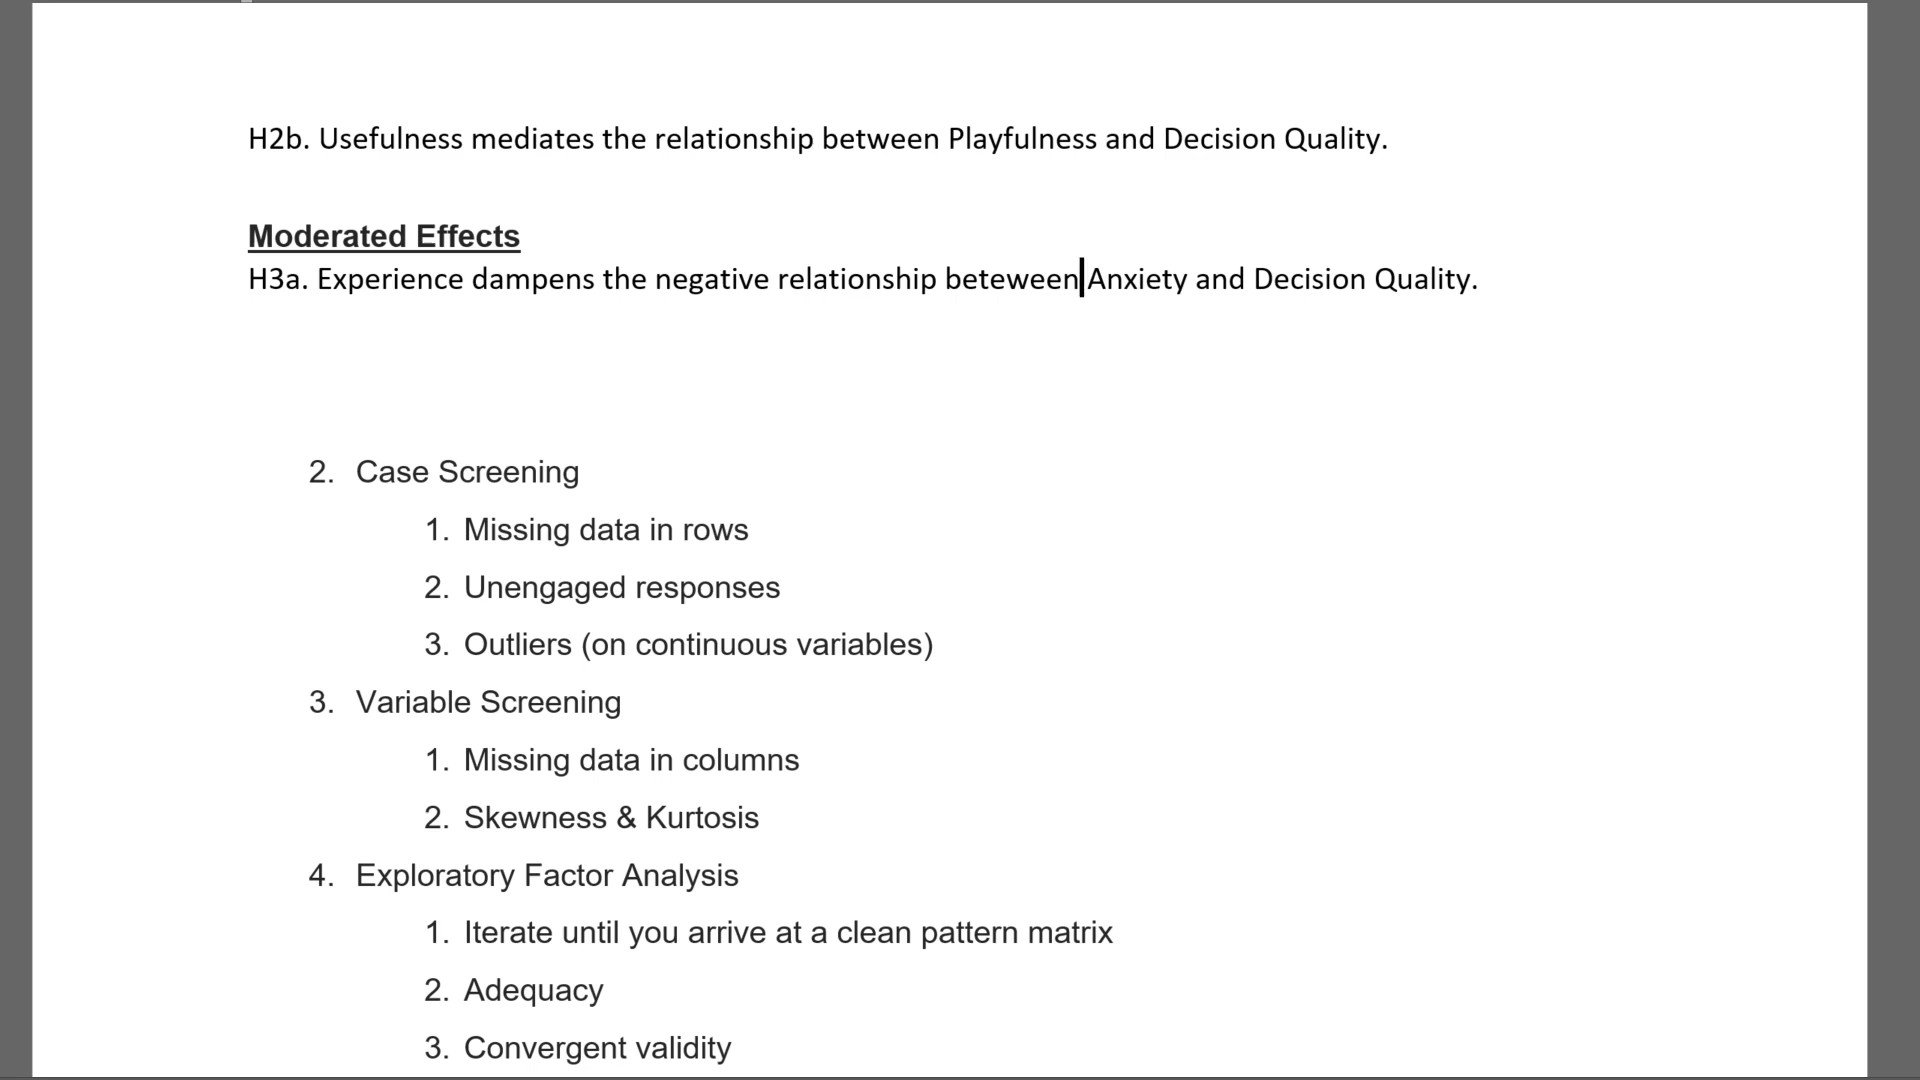 H2b. Usefulness mediates the relationship between Playfulness and Decision Quality.
Moderated Effects
H3a. Experience dampens the negative relationship beteween Anxiety and Decision Quality.
2. Case Screening
1. Missing data in rows
2. Unengaged responses
3. Outliers (on continuous variables)
3. Variable Screening
1. Missing data in columns
2. Skewness & Kurtosis
4. Exploratory Factor Analysis
1. Iterate until you arrive at a clean pattern matrix
2. Adequacy
3. Convergent validity